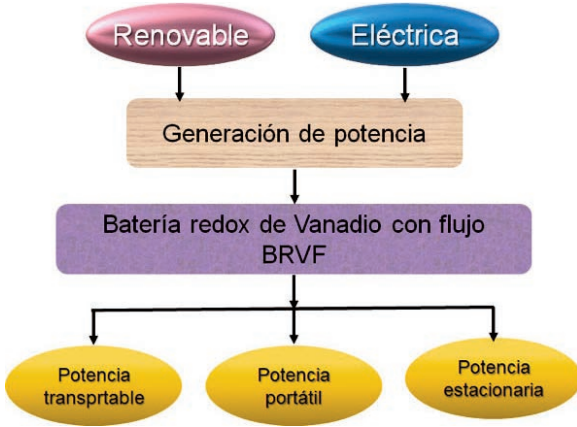 Renovable
Eléctrica
Generación de potencia
Batería redox de Vanadio con flujo
BRVF
Potencia
transprtable
Potencia
portátil
Potencia
estacionaria